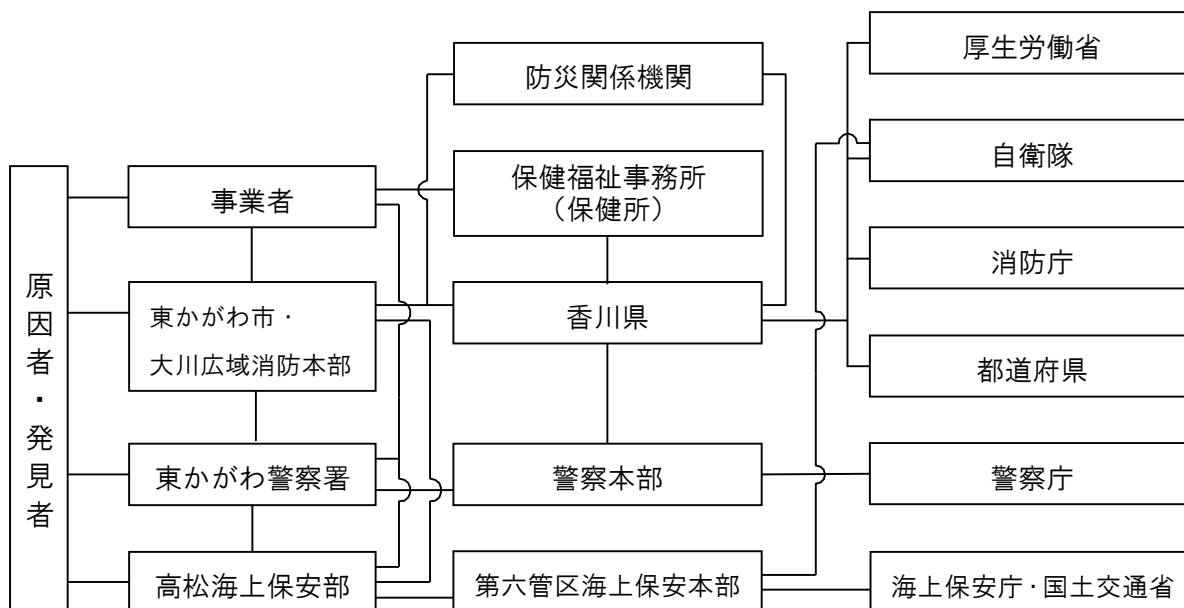 原因者・発見者
事業者
東かがわ市・
大川広域消防本部
東かがわ警察署
高松海上保安部
防災関係機関
保健福祉事務所
（保健所）
香川県
警察本部
第六管区海上保安本部
厚生労働省
自衛隊
消防庁
都道府県
警察庁
海上保安庁・国土交通省